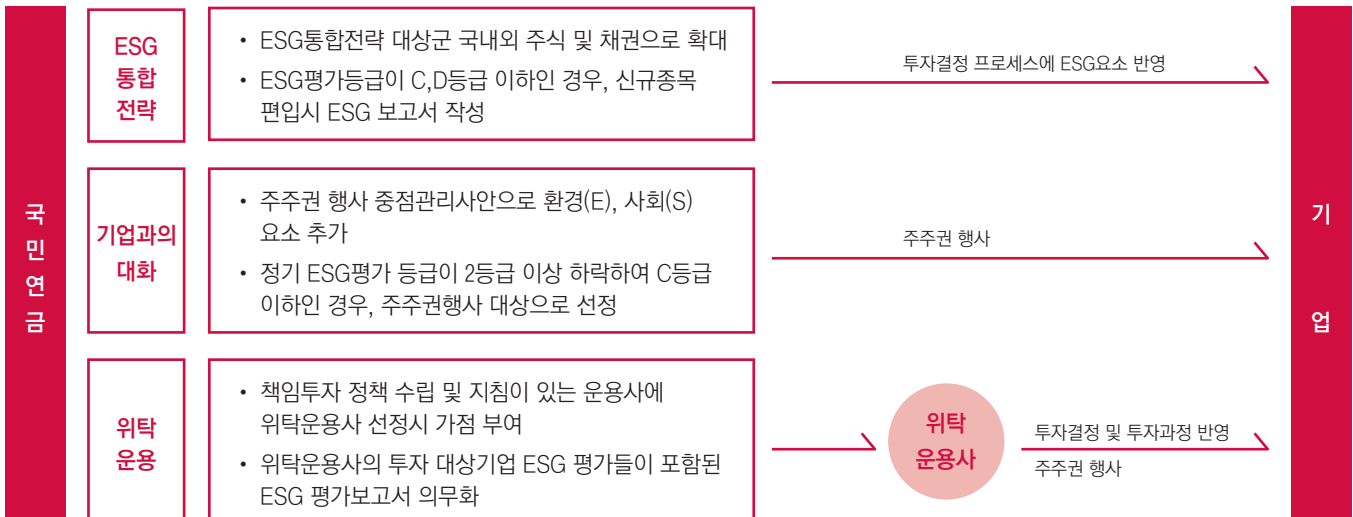 국민연금
ESG
통합
전략
• ESG통합전략 대상군 국내외 주식 및 채권으로 확대
• ESG평가등급이 C,D등급 이하인 경우, 신규종목
편입시 ESG 보고서 작성
투자결정 프로세스에 ESG요소 반영
기업과의
대화
• 주주권 행사 중점관리사안으로 환경(E), 사회(S)
요소 추가
• 정기 ESG평가 등급이 2등급 이상 하락하여 C등급
이하인 경우, 주주권행사 대상으로 선정
주주권 행사
위탁
운용
• 책임투자 정책 수립 및 지침이 있는 운용사에
위탁운용사 선정시 가점 부여
• 위탁운용사의 투자 대상기업 ESG 평가들이 포함된
ESG 평가보고서 의무화
위탁
운용사
투자결정 및 투자과정 반영
주주권 행사
기업